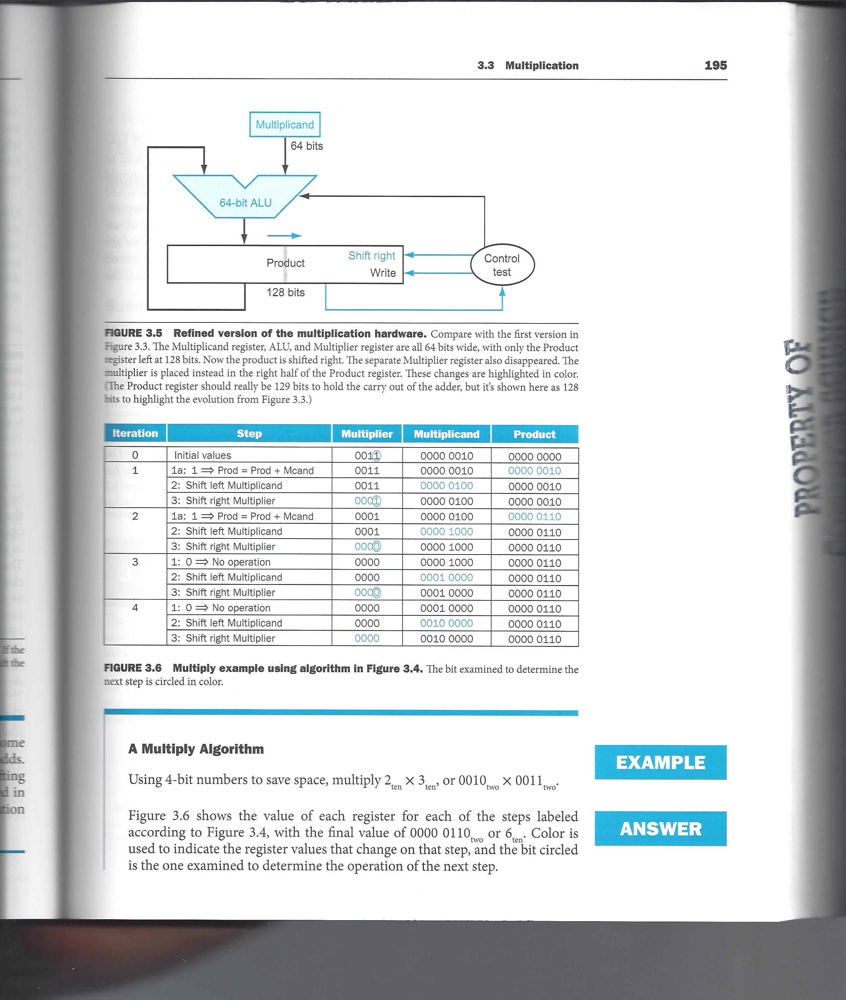 3.3 Multiplication 195
Multiplicand
64 bits
64-bit ALU
Product
Shift right
Write
128 bits
Control
test
FIGURE 3.5 Refined version of the multiplication hardware. Compare with the first version in
Figure 3.3. The Multiplicand register, ALU, and Multiplier register are all 64 bits wide, with only the Product
register left at 128 bits. Now the product is shifted right. The separate Multiplier register also disappeared. The
multiplier is placed instead in the right half of the Product register. These changes are highlighted in color.
(The Product register should really be 129 bits to hold the carry out of the adder, but it's shown here as 128
bits to highlight the evolution from Figure 3.3.)
Iteration Step Multiplier Multiplicand Product
0 Initial values 0011 0000 0010 0000 0000
1 1a: 1 ⟹ Prod = Prod + Mcand 0011 0000 0010 0000 0010
2: Shift left Multiplicand 0011 0000 0100 0000 0010
3: Shift right Multiplier 0001 0000 0100 0000 0010
2 1a: 1 ⟹ Prod = Prod + Mcand 0001 0000 0100 0000 0110
2: Shift left Multiplicand 0001 0000 1000 0000 0110
3: Shift right Multiplier 0000 0000 1000 0000 0110
3 1: 0 ⟹ No operation 0000 0000 1000 0000 0110
2: Shift left Multiplicand 0000 0001 0000 0000 0110
3: Shift right Multiplier 0000 0001 0000 0000 0110
4 1: 0 ⟹ No operation 0000 0001 0000 0000 0110
2: Shift left Multiplicand 0000 0010 0000 0000 0110
3: Shift right Multiplier 0000 0010 0000 0000 0110
FIGURE 3.6 Multiply example using algorithm in Figure 3.4. The bit examined to determine the
next step is circled in color.
A Multiply Algorithm
EXAMPLE
Using 4-bit numbers to save space, multiply 2ten × 3ten, or 0010two × 0011two.
ANSWER
Figure 3.6 shows the value of each register for each of the steps labeled
according to Figure 3.4, with the final value of 0000 0110two or 6ten. Color is
used to indicate the register values that change on that step, and the bit circled
is the one examined to determine the operation of the next step.
PROPERTY OF
If the
the
ome
dds.
fting
d in